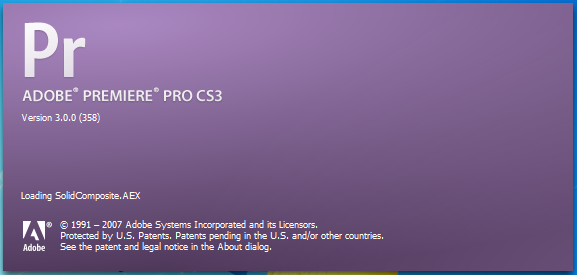 Pr
ADOBE® PREMIERE® PRO CS3
Version 3.0.0 (358)
Loading SolidComposite.AEX
Adobe ®
© 1991 – 2007 Adobe Systems Incorporated and its Licensors.
Protected by U.S. Patents. Patents pending in the U.S. and/or other countries.
See the patent and legal notice in the About dialog.